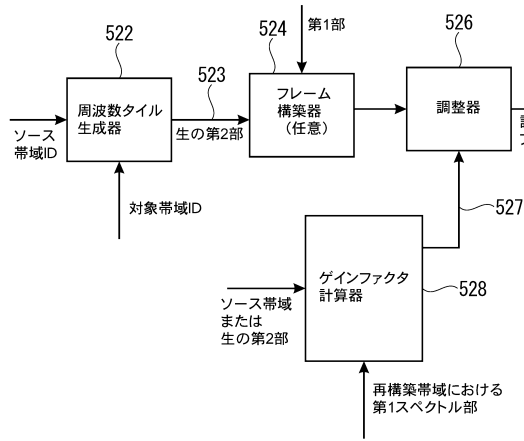 522
周波数タイル
生成器
ソース
帯域ID
対象帯域ID
523
生の第2部
524
第1部
フレーム
構築器
（任意）
526
調整器
527
ゲインファクタ
計算器
528
ソース帯域
または
生の第2部
再構築帯域における
第1スペクトル部